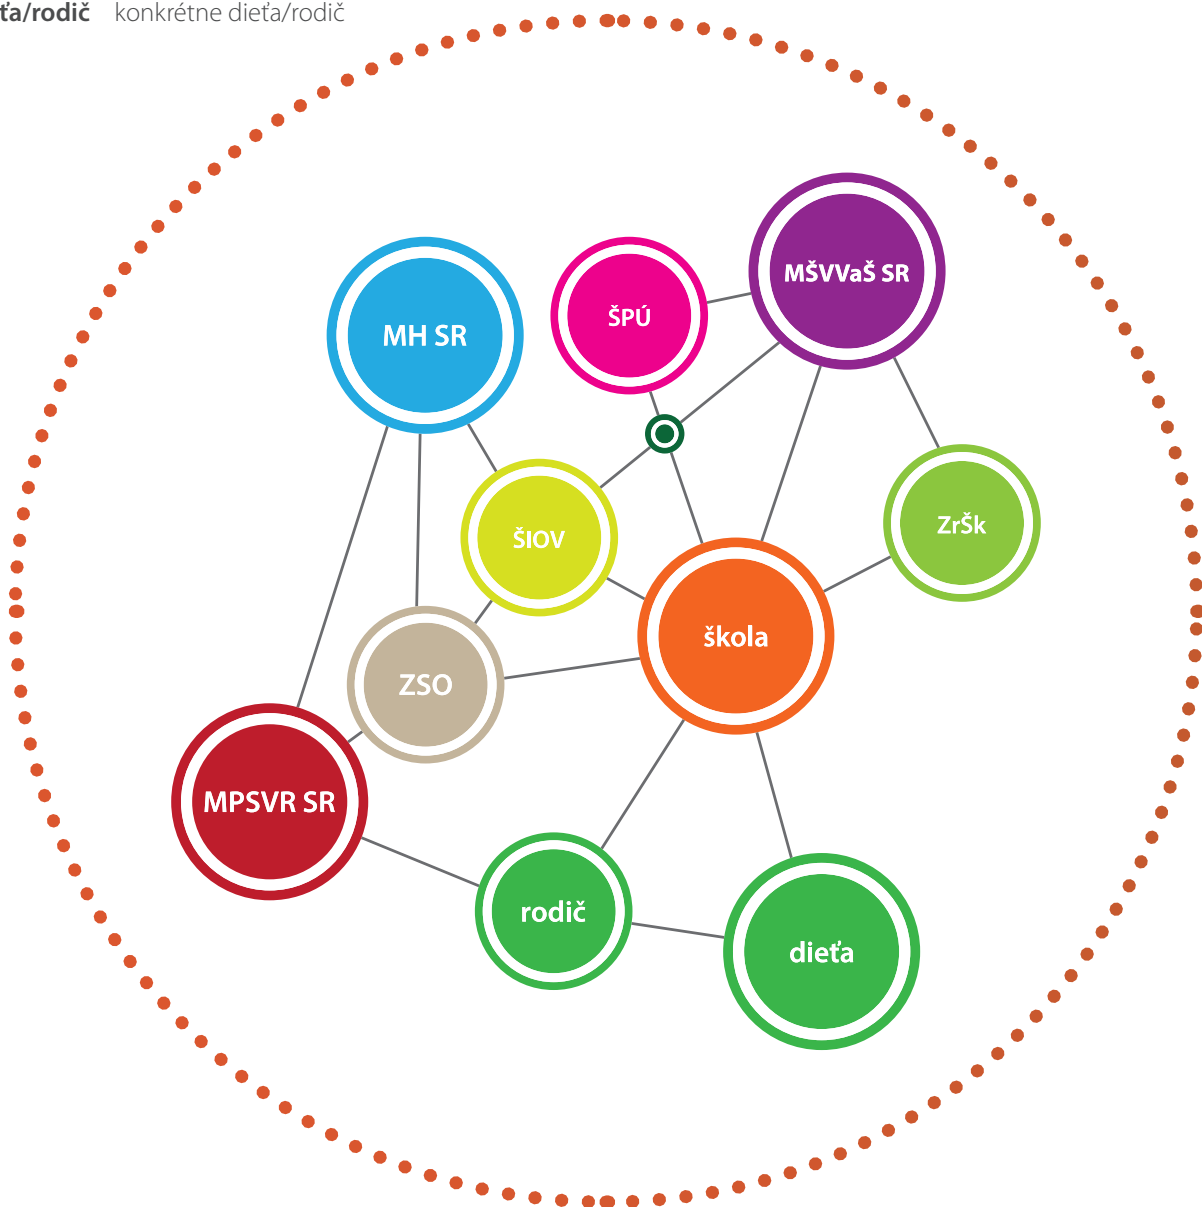 ťa/rodič konkrétne dieťa/rodič
MŠVVaŠ SR
ŠPÚ
MH SR
ZrŠk
ŠIOV
škola
ZSO
MPSVR SR
rodič
dieťa